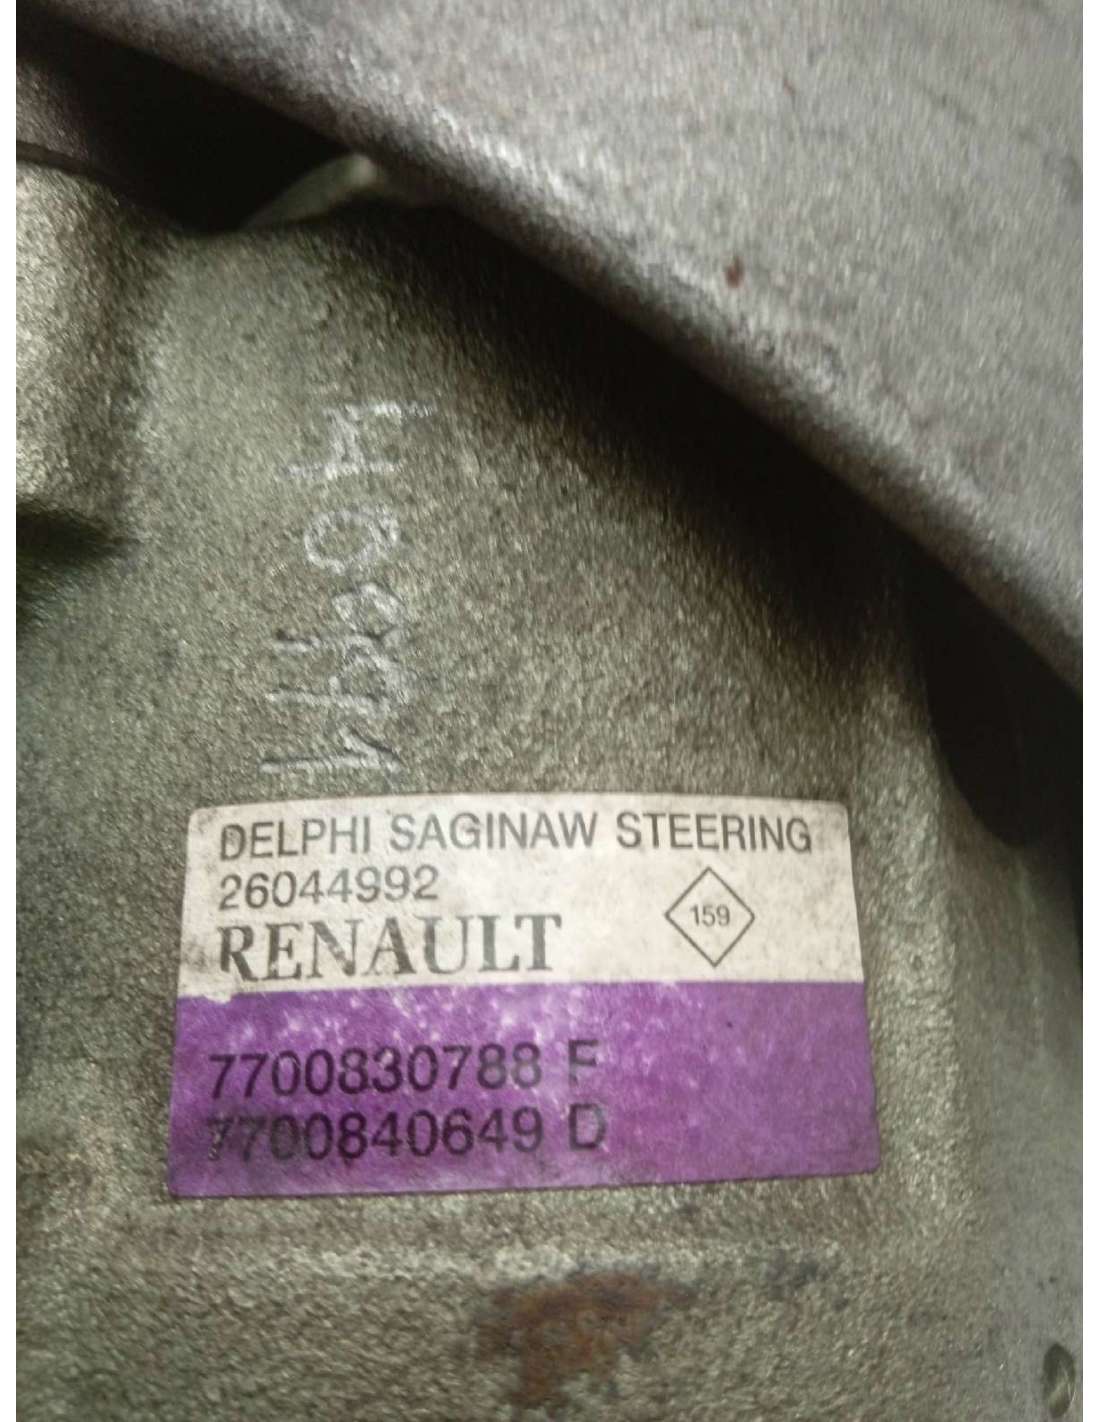 DELPHI SAGINAW STEERING
26044992
RENAULT
159
7700830788 F
7700840649 D